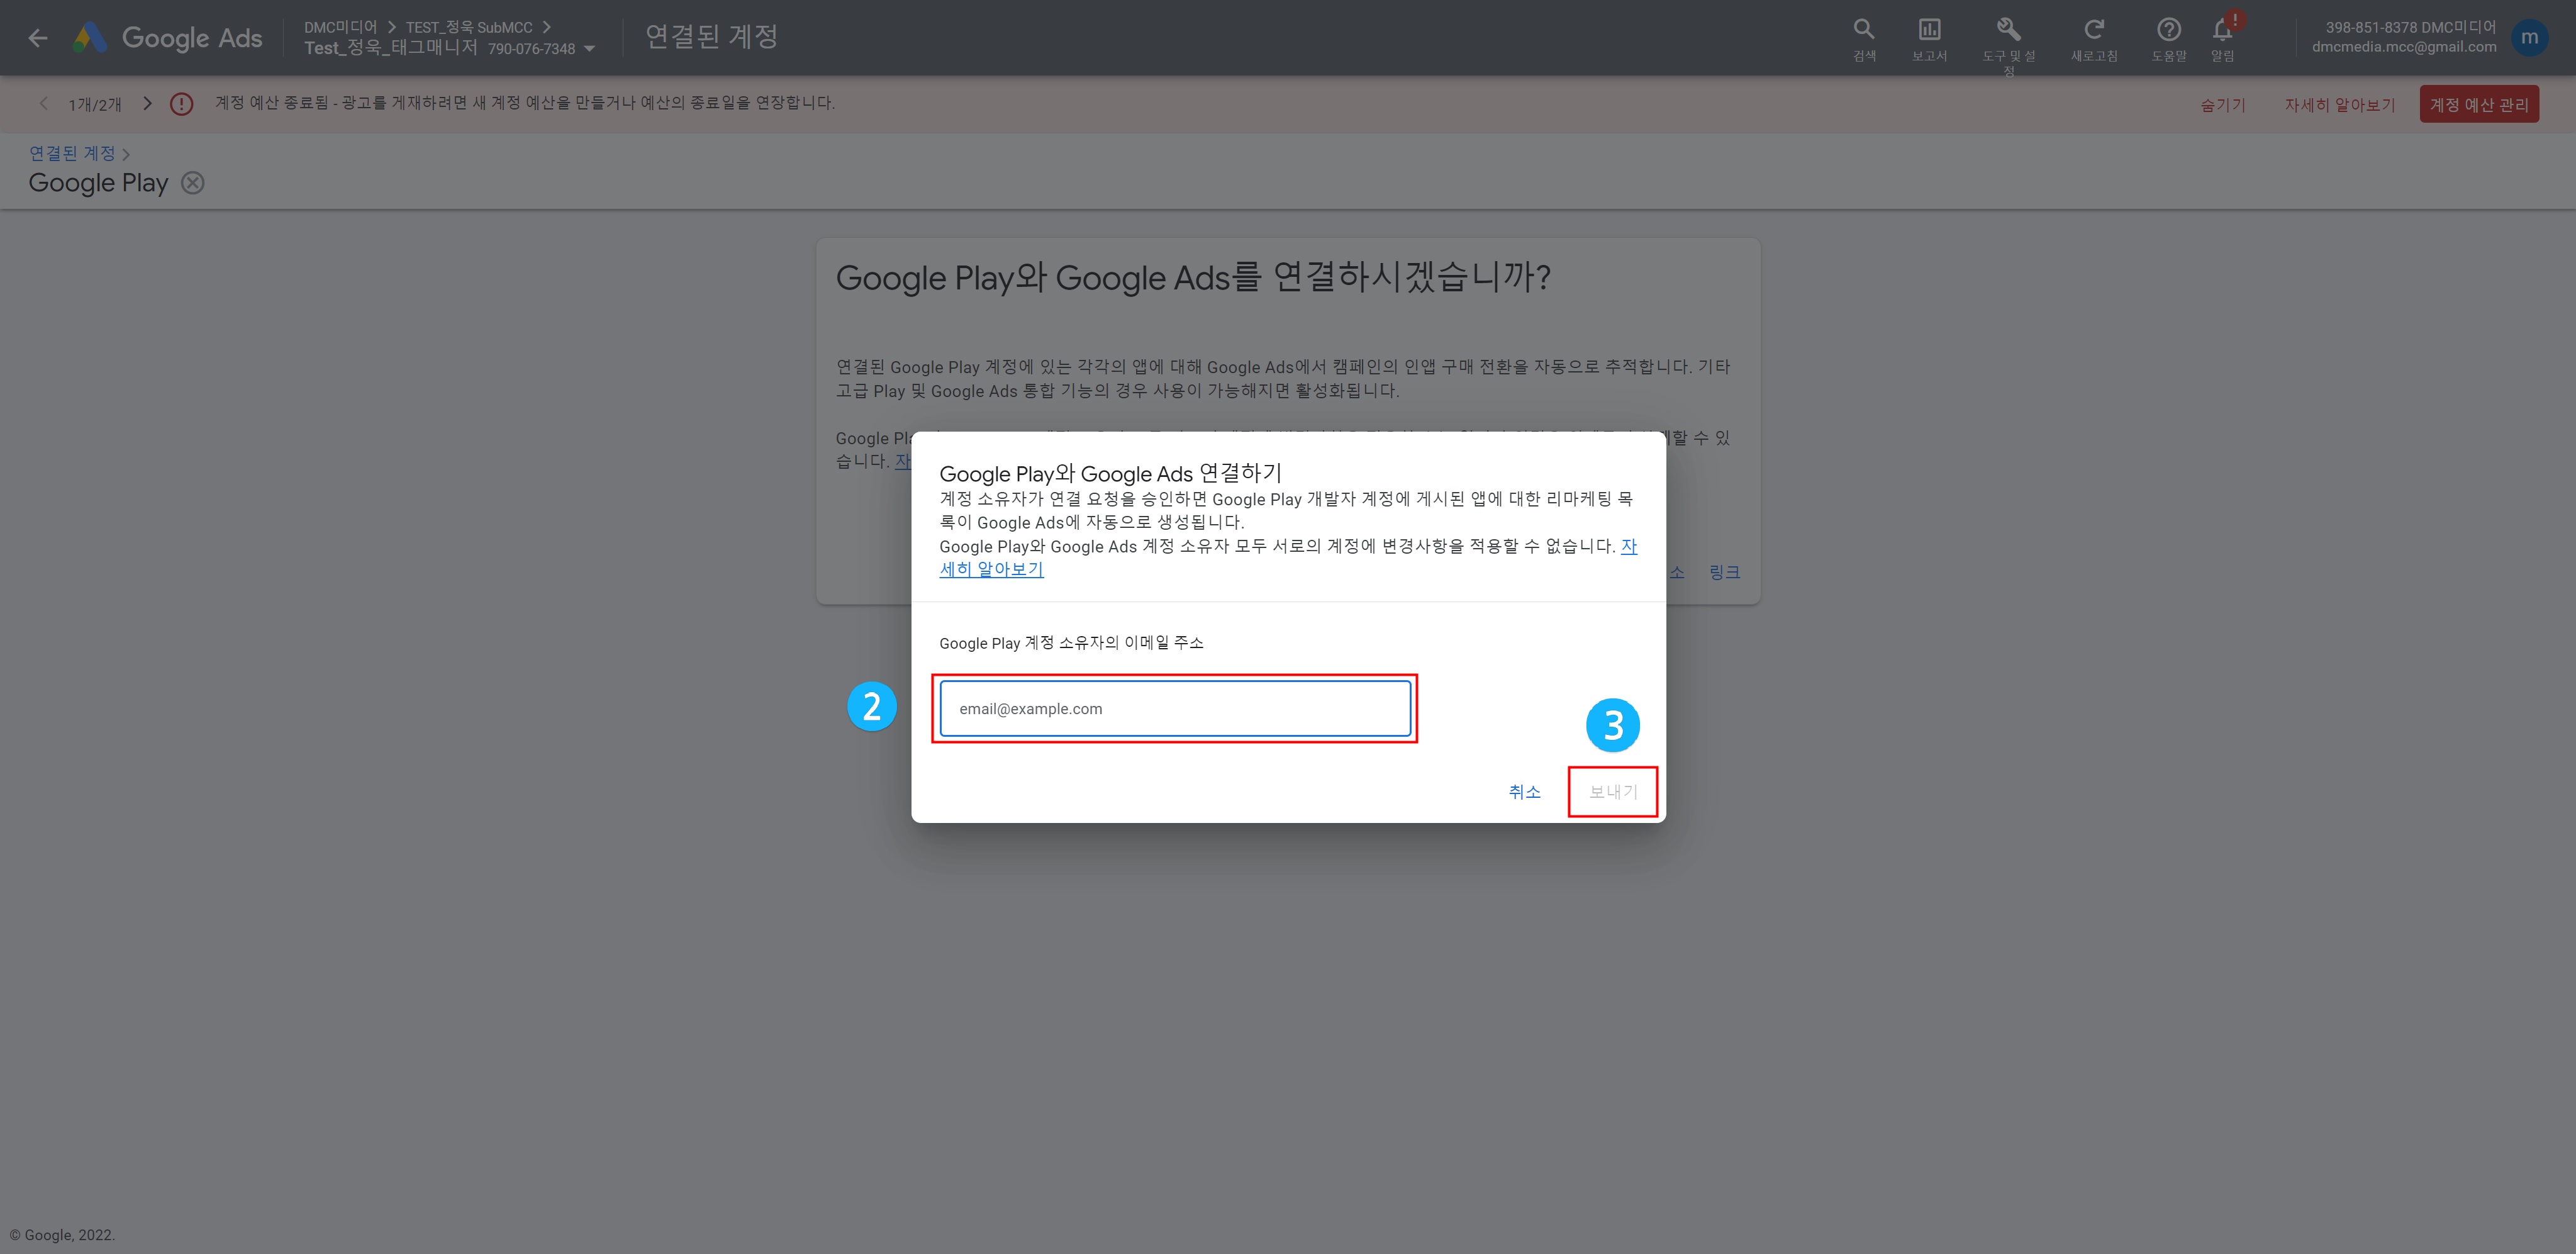 Google Ads
DMC미디어 > TEST_정욱 SubMCC >
Test_정욱_태그매니저 790-076-7348
연결된 계정
검색
보고서
도구 및 설
정
새로고침
도움말
알림
!
398-851-8378 DMC미디어
dmcmedia.mcc@gmail.com
m
1개/2개
계정 예산 종료됨 - 광고를 게재하려면 새 계정 예산을 만들거나 예산의 종료일을 연장합니다.
숨기기
자세히 알아보기
계정 예산 관리
연결된 계정 >
Google Play
Google Play와 Google Ads를 연결하시겠습니까?
연결된 Google Play 계정에 있는 각각의 앱에 대해 Google Ads에서 캠페인의 인앱 구매 전환을 자동으로 추적합니다. 기타
고급 Play 및 Google Ads 통합 기능의 경우 사용이 가능해지면 활성화됩니다.
Google 할 수 있
습니다. 자
소 링크
Google Play와 Google Ads 연결하기
계정 소유자가 연결 요청을 승인하면 Google Play 개발자 계정에 게시된 앱에 대한 리마케팅 목
록이 Google Ads에 자동으로 생성됩니다.
Google Play와 Google Ads 계정 소유자 모두 서로의 계정에 변경사항을 적용할 수 없습니다. 자
세히 알아보기
Google Play 계정 소유자의 이메일 주소
2
email@example.com
3
취소
보내기
© Google, 2022.